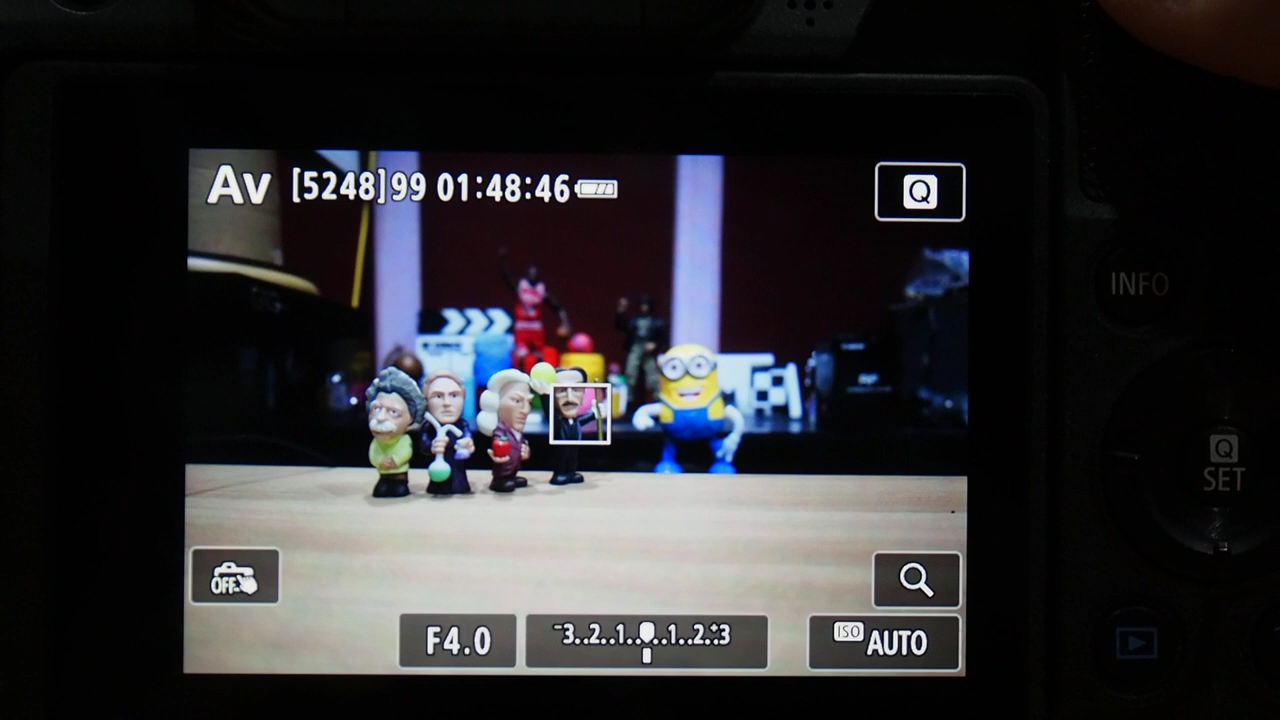 Av [5248]99 01:48:46 Q
INFO
Q
SET
OFF
F4.0 -3..2..1..0..1..2..+3 ISO AUTO